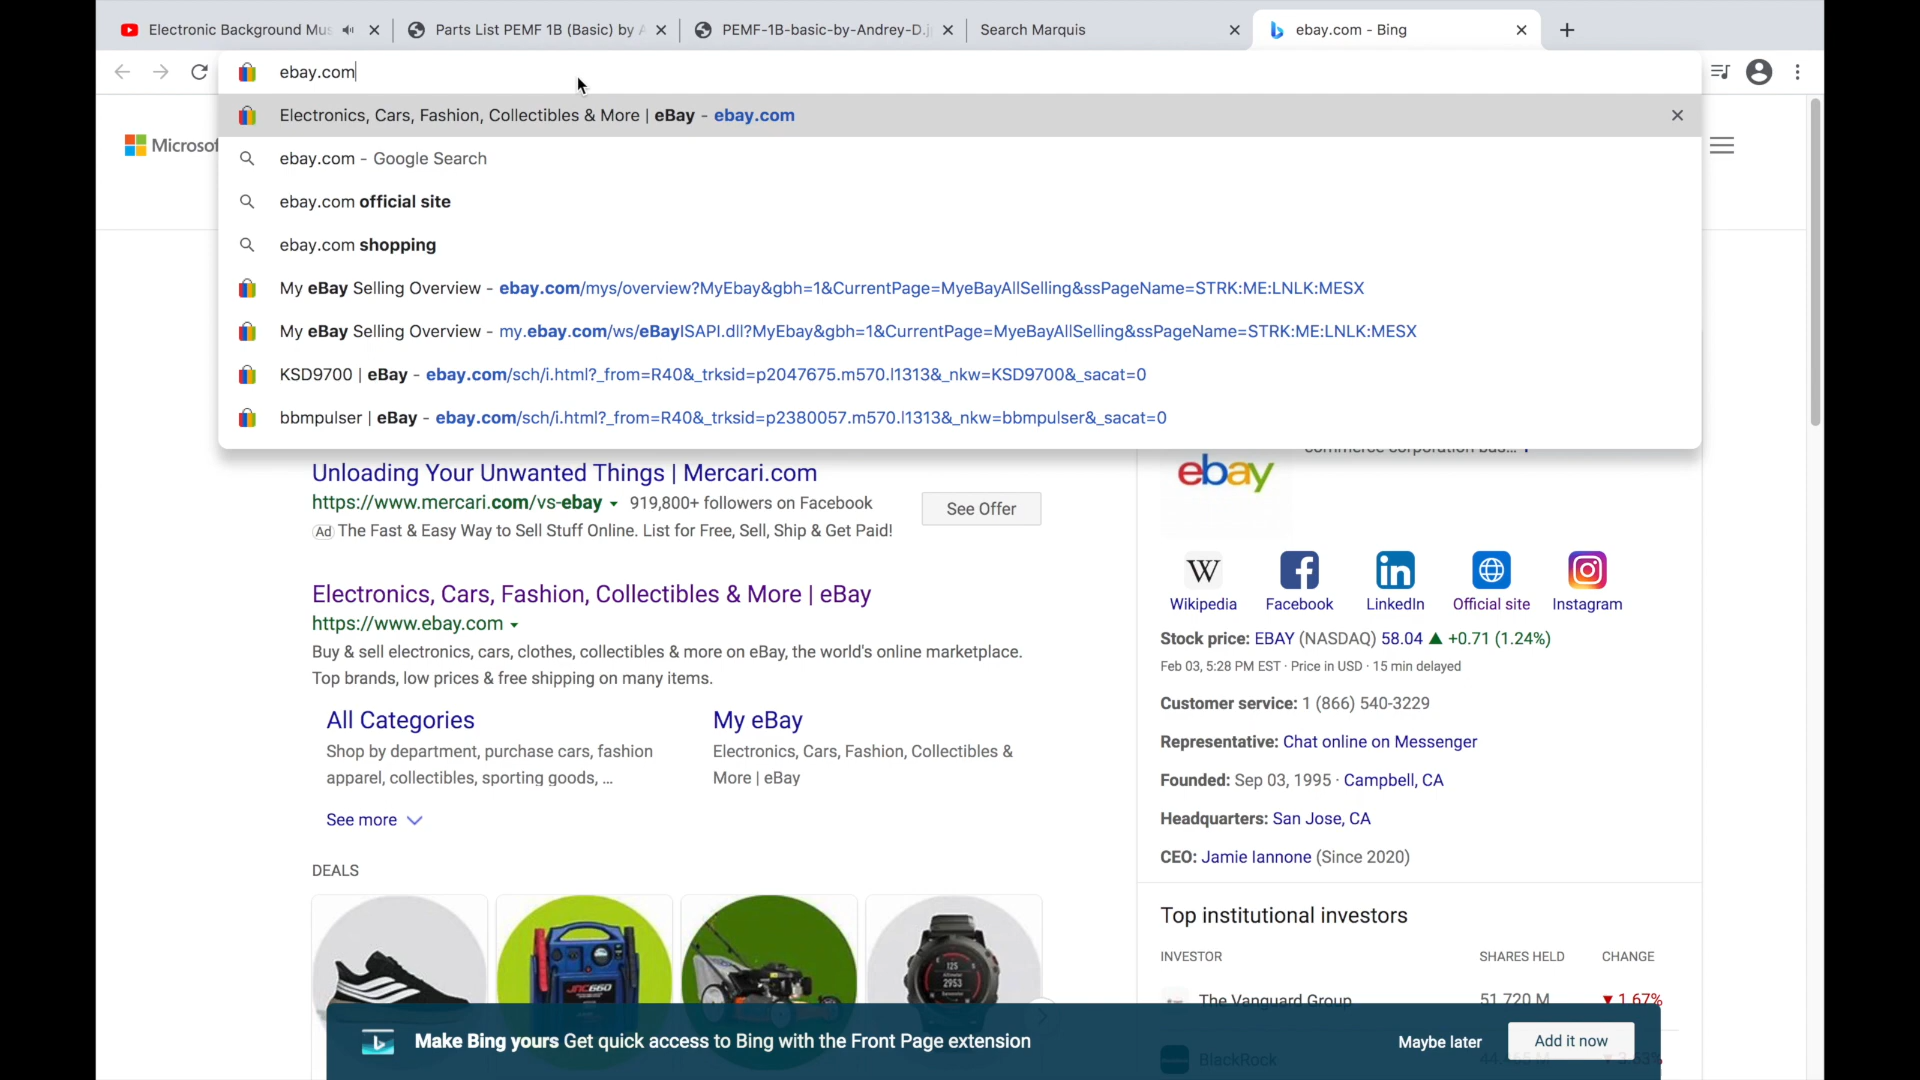 Electronic Background Mus
Parts List PEMF 1B (Basic) by A
PEMF-1B-basic-by-Andrey-D.j
Search Marquis
ebay.com - Bing
ebay.com
Electronics, Cars, Fashion, Collectibles & More | eBay - ebay.com
ebay.com - Google Search
ebay.com official site
ebay.com shopping
My eBay Selling Overview - ebay.com/mys/overview?MyEbay&gbh=1&CurrentPage=MyeBayAllSelling&ssPageName=STRK:ME:LNLK:MESX
My eBay Selling Overview - my.ebay.com/ws/eBayISAPI.dll?MyEbay&gbh=1&CurrentPage=MyeBayAllSelling&ssPageName=STRK:ME:LNLK:MESX
KSD9700 | eBay - ebay.com/sch/i.html?_from=R40&_trksid=p2047675.m570.l1313&_nkw=KSD9700&_sacat=0
bbmpulser | eBay - ebay.com/sch/i.html?_from=R40&_trksid=p2380057.m570.l1313&_nkw=bbmpulser&_sacat=0
Microsof
Unloading Your Unwanted Things | Mercari.com
https://www.mercari.com/vs-ebay 919,800+ followers on Facebook
Ad The Fast & Easy Way to Sell Stuff Online. List for Free, Sell, Ship & Get Paid!
See Offer
Electronics, Cars, Fashion, Collectibles & More | eBay
https://www.ebay.com
Buy & sell electronics, cars, clothes, collectibles & more on eBay, the world's online marketplace.
Top brands, low prices & free shipping on many items.
All Categories
Shop by department, purchase cars, fashion
apparel, collectibles, sporting goods, ...
My eBay
Electronics, Cars, Fashion, Collectibles &
More | eBay
See more
DEALS
JNC660
commerce corporation bas...
ebay
W
Wikipedia
Facebook
LinkedIn
Official site
Instagram
Stock price: EBAY (NASDAQ) 58.04 ▲ +0.71 (1.24%)
Feb 03, 5:28 PM EST · Price in USD · 15 min delayed
Customer service: 1 (866) 540-3229
Representative: Chat online on Messenger
Founded: Sep 03, 1995 · Campbell, CA
Headquarters: San Jose, CA
CEO: Jamie Iannone (Since 2020)
Top institutional investors
INVESTOR SHARES HELD CHANGE
The Vanguard Group 51.720 M ▼ 1.67%
BlackRock
Make Bing yours Get quick access to Bing with the Front Page extension
Maybe later
Add it now